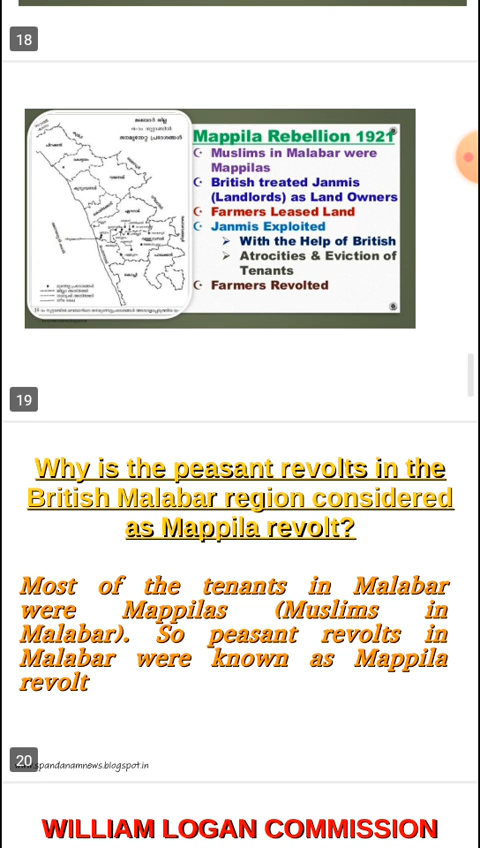 18
മലബാർ ജില്ല
Mappila Rebellion 1921
Muslims in Malabar were
Mappilas
British treated Janmis
(Landlords) as Land Owners
Farmers Leased Land
Janmis Exploited
With the Help of British
Atrocities & Eviction of
Tenants
Farmers Revolted
19
Why is the peasant revolts in the
British Malabar region considered
as Mappila revolt?
Most of the tenants in Malabar
were Mappilas (Muslims in
Malabar). So peasant revolts in
Malabar were known as Mappila
revolt
20
spandanamnews.blogspot.in
WILLIAM LOGAN COMMISSION